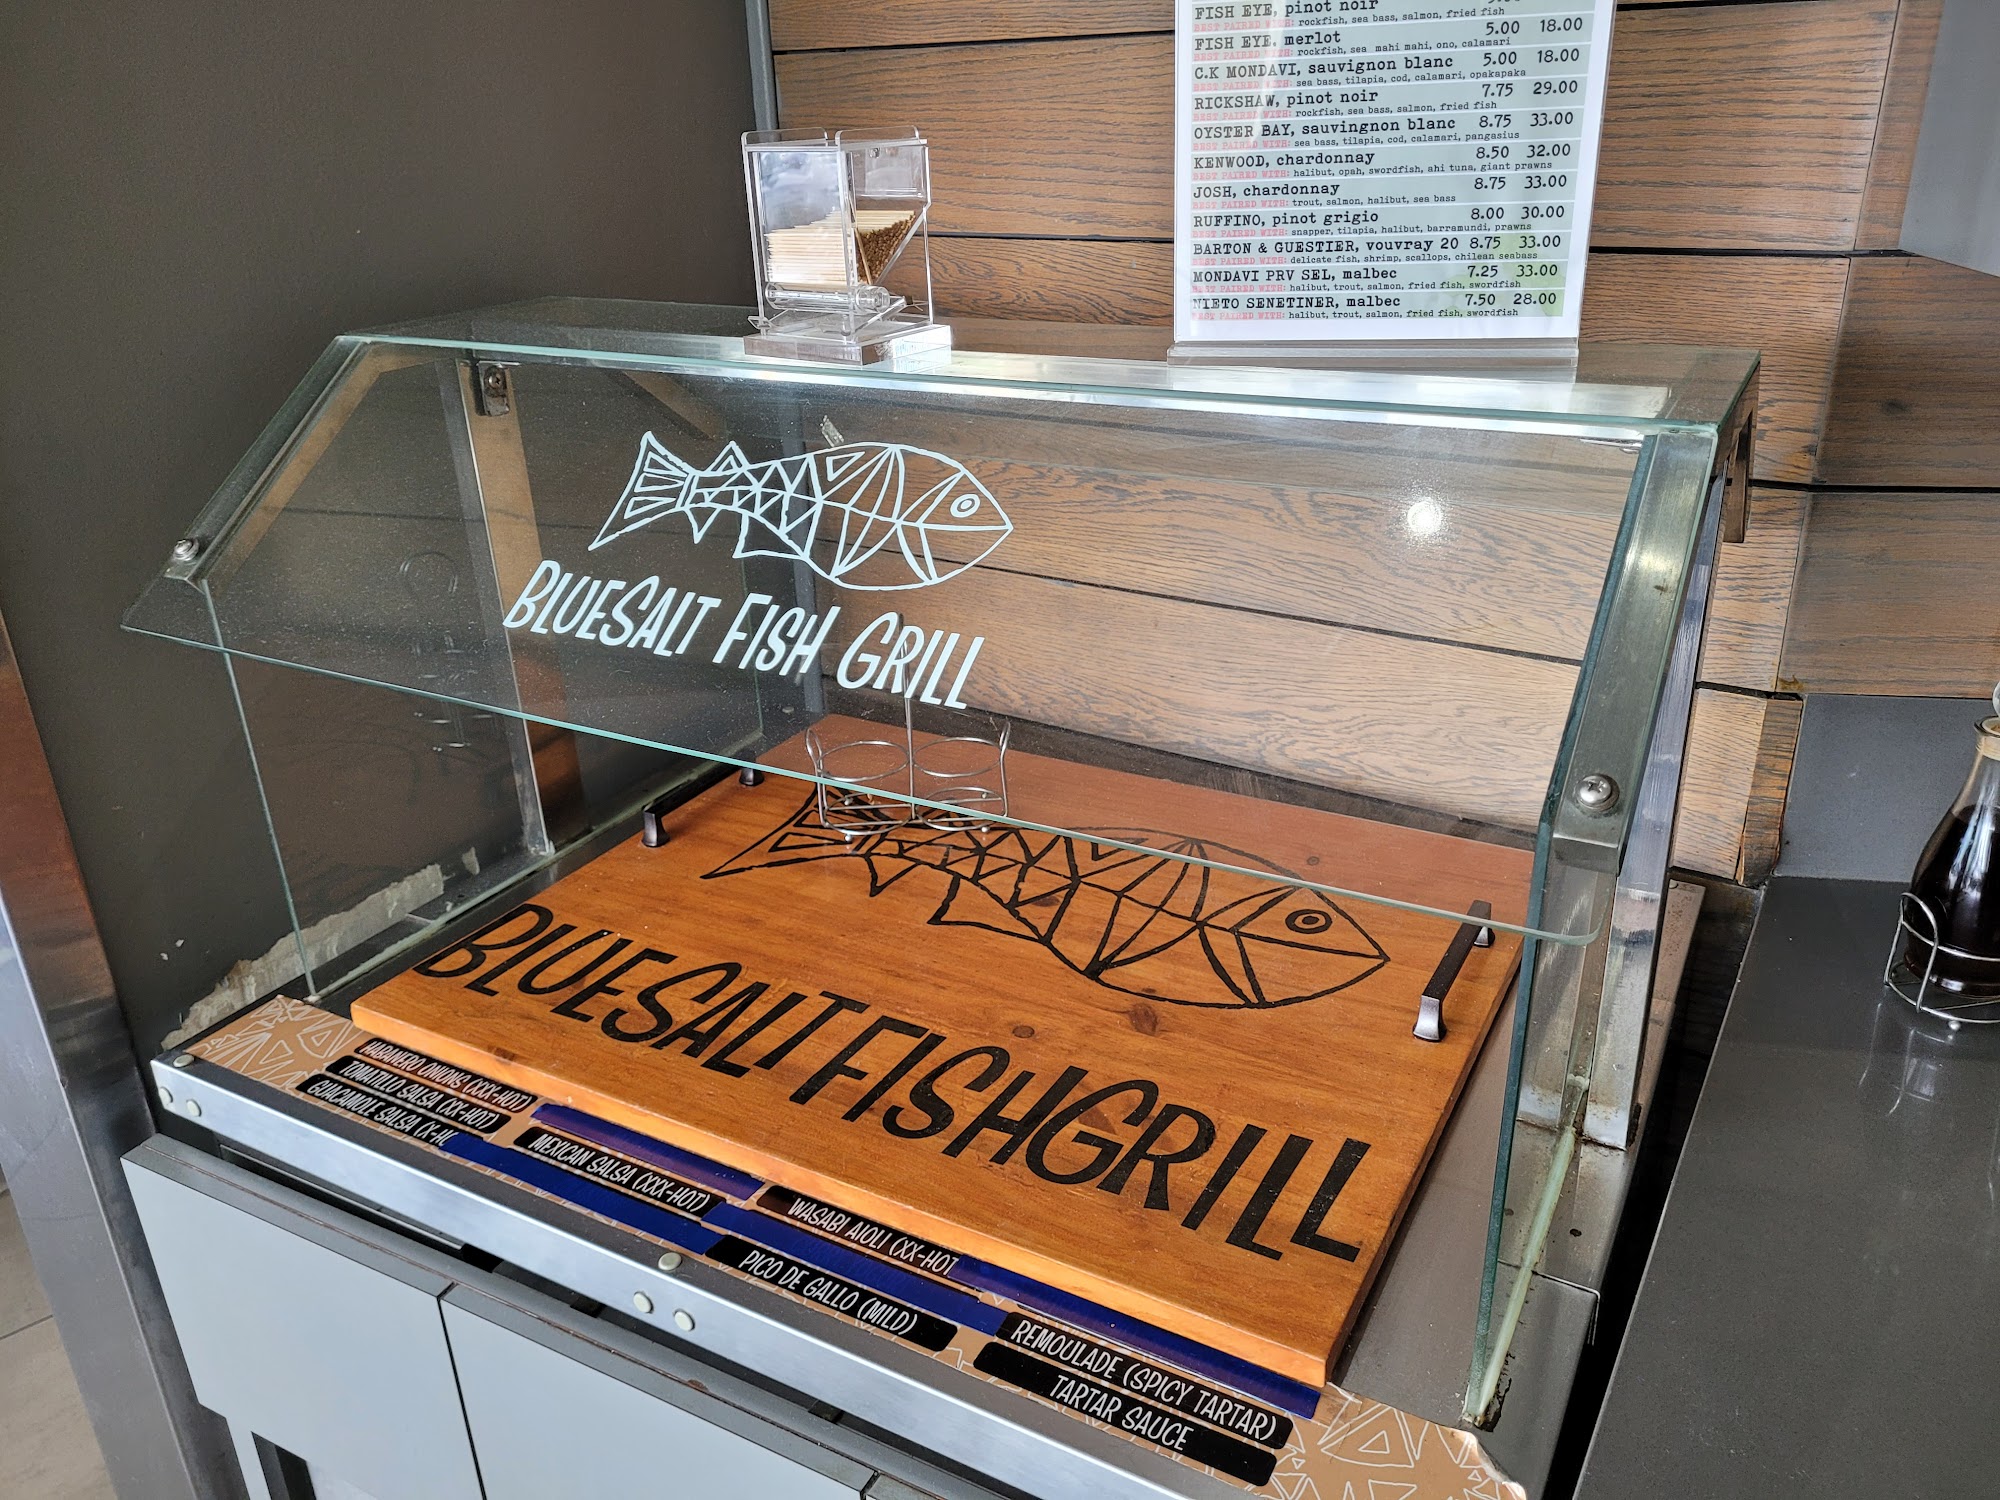 FISH EYE, pinot noir
BEST PAIRED WITH: rockfish, sea bass, salmon, fried fish
FISH EYE, merlot 5.00 18.00
BEST PAIRED WITH: rockfish, sea mahi mahi, ono, calamari
C.K MONDAVI, sauvignon blanc 5.00 18.00
BEST PAIRED WITH: sea bass, tilapia, cod, calamari, opakapaka
RICKSHAW, pinot noir 7.75 29.00
BEST PAIRED WITH: rockfish, sea bass, salmon, fried fish
OYSTER BAY, sauvingnon blanc 8.75 33.00
BEST PAIRED WITH: sea bass, tilapia, cod, calamari, pangasius
KENWOOD, chardonnay 8.50 32.00
BEST PAIRED WITH: halibut, opah, swordfish, ahi tuna, giant prawns
JOSH, chardonnay 8.75 33.00
BEST PAIRED WITH: trout, salmon, halibut, sea bass
RUFFINO, pinot grigio 8.00 30.00
BEST PAIRED WITH: snapper, tilapia, halibut, barramundi, prawns
BARTON & GUESTIER, vouvray 20 8.75 33.00
BEST PAIRED WITH: delicate fish, shrimp, scallops, chilean seabass
MONDAVI PRV SEL, malbec 7.25 33.00
BEST PAIRED WITH: halibut, trout, salmon, fried fish, swordfish
NIETO SENETINER, malbec 7.50 28.00
BEST PAIRED WITH: halibut, trout, salmon, fried fish, swordfish
BLUESALT FISH GRILL
BLUESALT FISH GRILL
HABANERO ONIONS (XXX-HOT)
TOMATILLO SALSA (XX-HOT)
GUACAMOLE SALSA (X-HO
MEXICAN SALSA (XXX-HOT)
WASABI AIOLI (XX-HOT
PICO DE GALLO (MILD)
REMOULADE (SPICY TARTAR)
TARTAR SAUCE